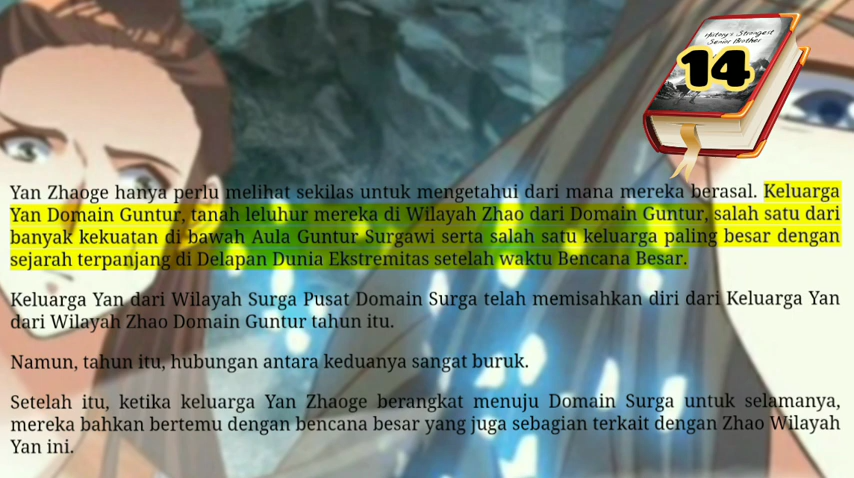 History's Strongest
Senior Brother
14
Yan Zhaoge hanya perlu melihat sekilas untuk mengetahui dari mana mereka berasal. Keluarga
Yan Domain Guntur, tanah leluhur mereka di Wilayah Zhao dari Domain Guntur, salah satu dari
banyak kekuatan di bawah Aula Guntur Surgawi serta salah satu keluarga paling besar dengan
sejarah terpanjang di Delapan Dunia Ekstremitas setelah waktu Bencana Besar.
Keluarga Yan dari Wilayah Surga Pusat Domain Surga telah memisahkan diri dari Keluarga Yan
dari Wilayah Zhao Domain Guntur tahun itu.
Namun, tahun itu, hubungan antara keduanya sangat buruk.
Setelah itu, ketika keluarga Yan Zhaoge berangkat menuju Domain Surga untuk selamanya,
mereka bahkan bertemu dengan bencana besar yang juga sebagian terkait dengan Zhao Wilayah
Yan ini.